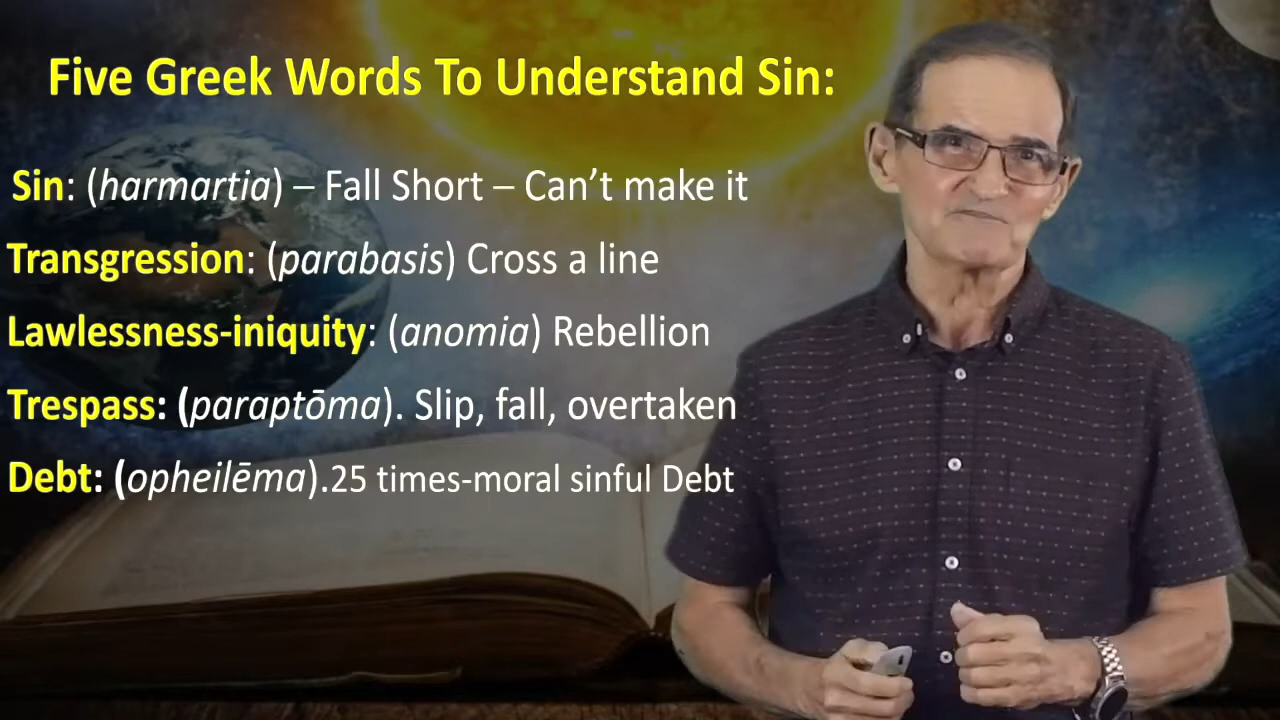 Five Greek Words To Understand Sin:
Sin: (harmartia) – Fall Short – Can’t make it
Transgression: (parabasis) Cross a line
Lawlessness-iniquity: (anomia) Rebellion
Trespass: (paraptōma). Slip, fall, overtaken
Debt: (opheilēma).25 times-moral sinful Debt